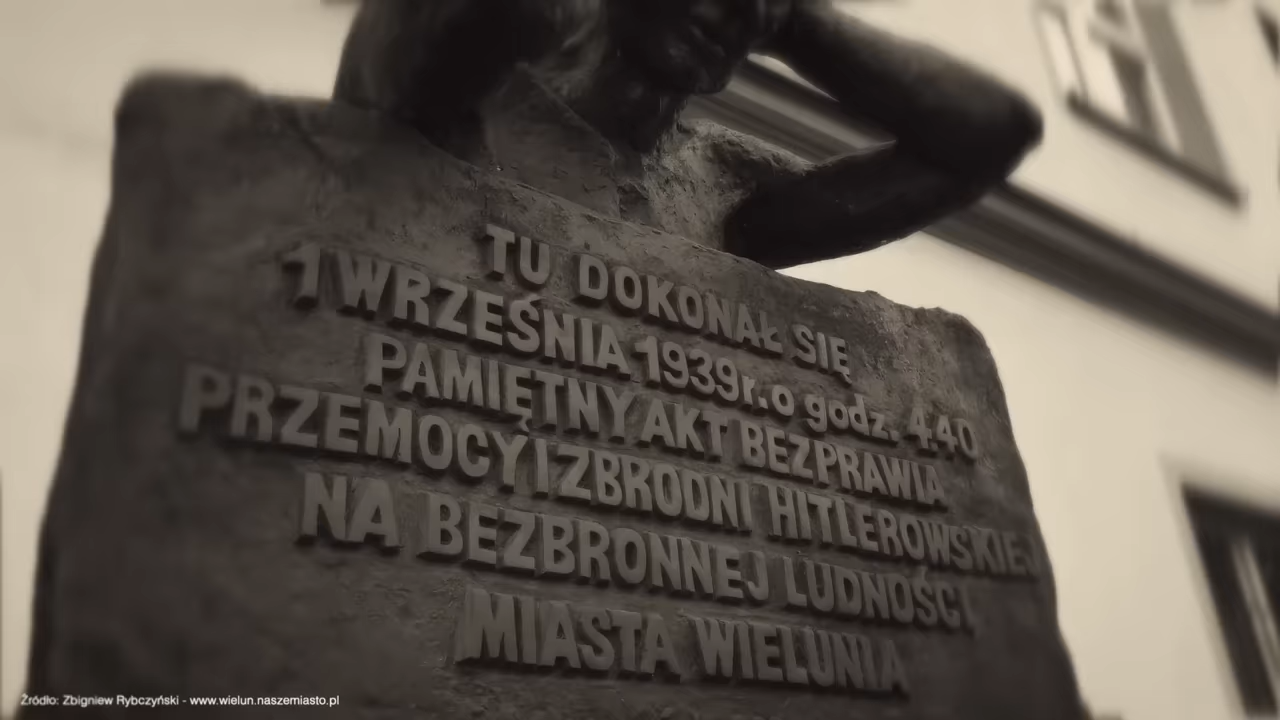 TU DOKONAŁ SIĘ
1 WRZEŚNIA 1939r. o godz. 4.40
PAMIĘTNY AKT BEZPRAWIA
PRZEMOCY I ZBRODNI HITLEROWSKIEJ
NA BEZBRONNEJ LUDNOŚCI
MIASTA WIELUNIA
Źródło: Zbigniew Rybczyński - www.wielun.naszemiasto.pl